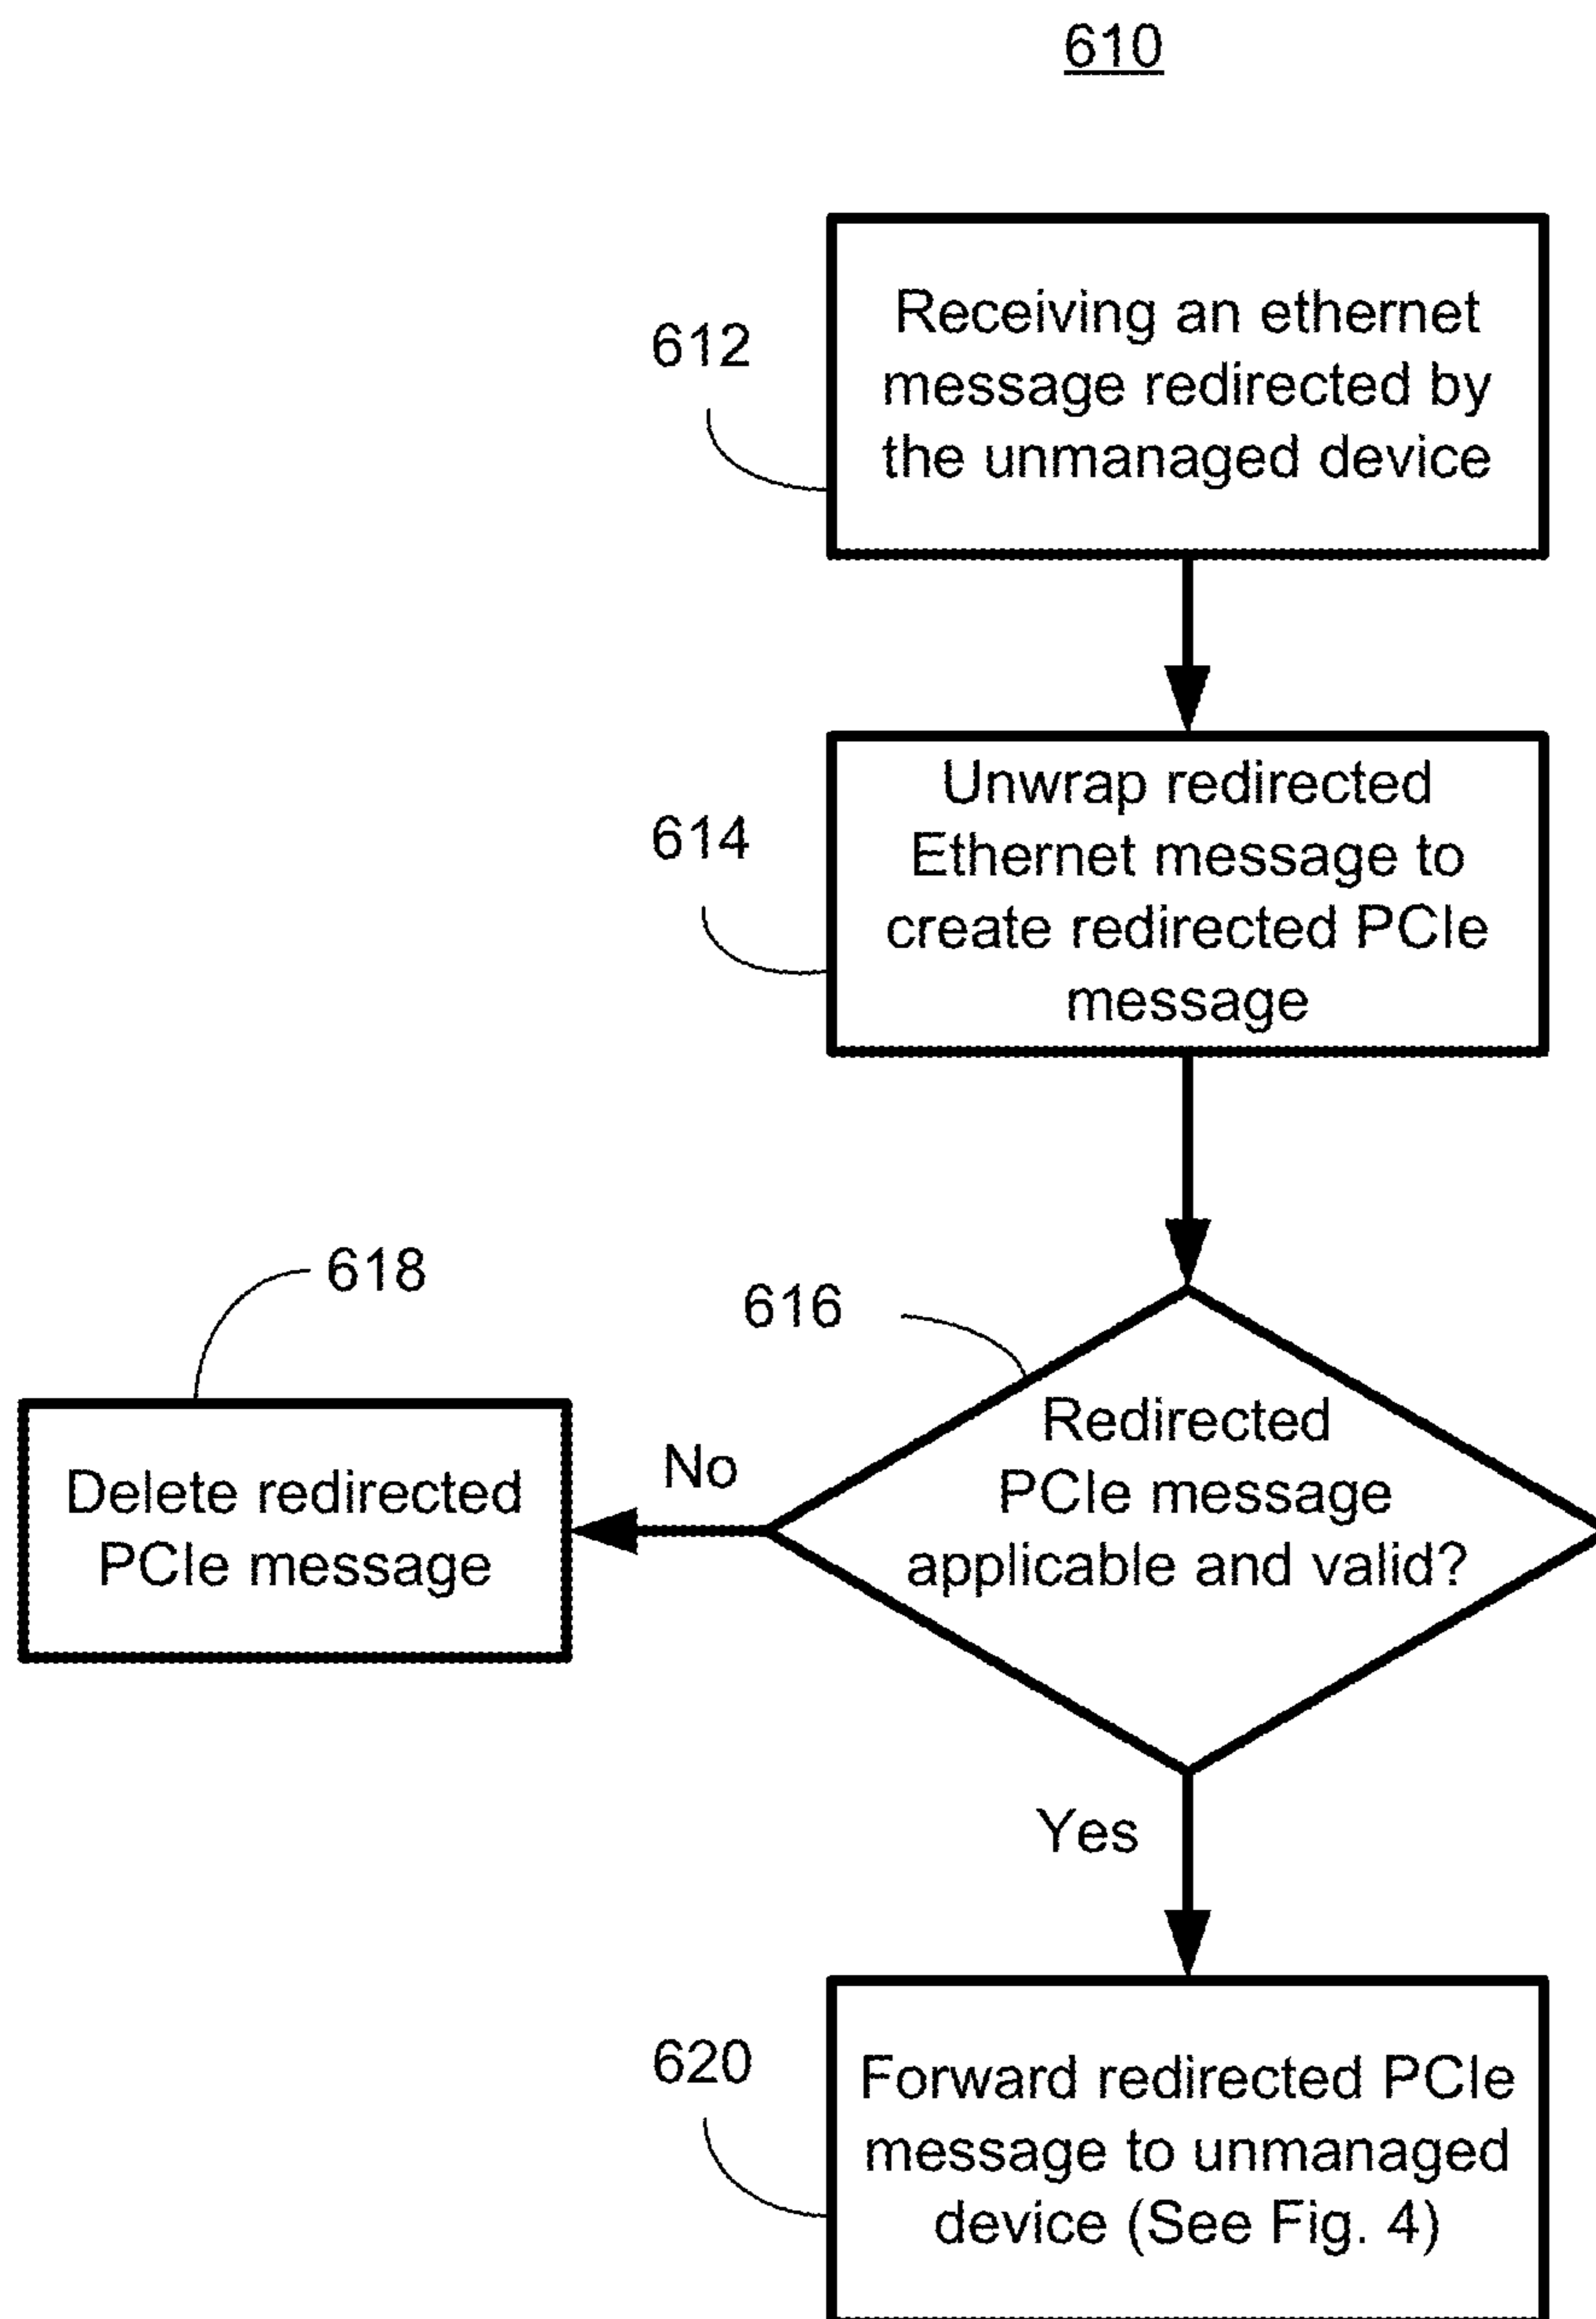 610
612
Receiving an ethernet
message redirected by
the unmanaged device
614
Unwrap redirected
Ethernet message to
create redirected PCIe
message
618
616
Delete redirected
PCIe message
No
Redirected
PCIe message
applicable and valid?
Yes
620
Forward redirected PCIe
message to unmanaged
device (See Fig. 4)